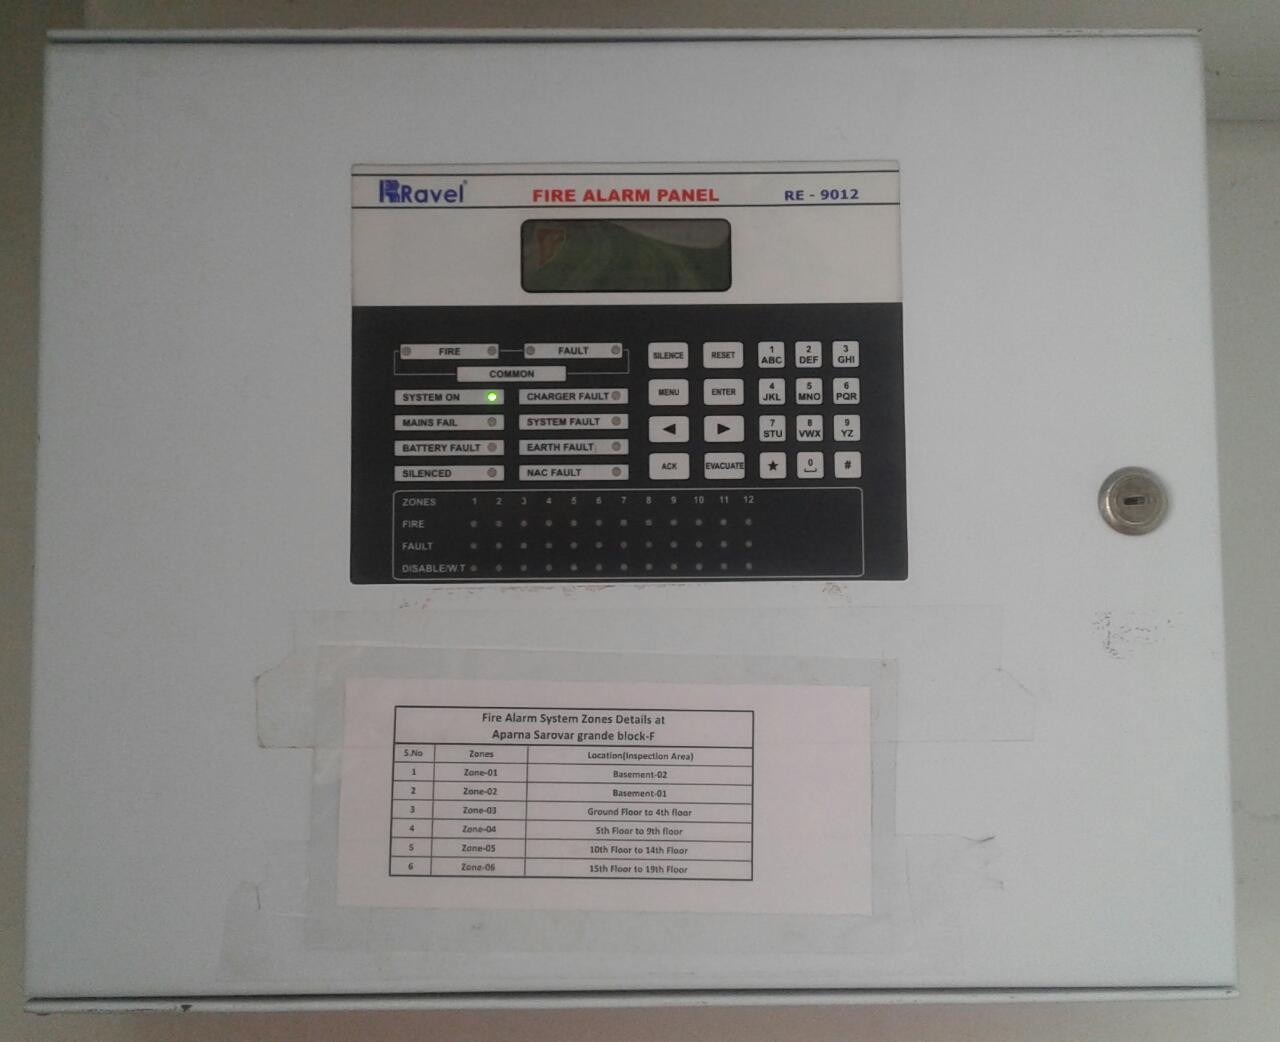 Ravel FIRE ALARM PANEL RE - 9012
FIRE FAULT
COMMON
SYSTEM ON CHARGER FAULT
MAINS FAIL SYSTEM FAULT
BATTERY FAULT EARTH FAULT
SILENCED NAC FAULT
SILENCE RESET 1 ABC 2 DEF 3 GHI
MENU ENTER 4 JKL 5 MNO 6 PQR
7 STU 8 VWX 9 YZ
ACK EVACUATE ★ 0 #
ZONES 1 2 3 4 5 6 7 8 9 10 11 12
FIRE
FAULT
DISABLE/W.T
Fire Alarm System Zones Details at
Aparna Sarovar grande block-F
S.No Zones Location(Inspection Area)
1 Zone-01 Basement-02
2 Zone-02 Basement-01
3 Zone-03 Ground Floor to 4th floor
4 Zone-04 5th Floor to 9th floor
5 Zone-05 10th Floor to 14th Floor
6 Zone-06 15th Floor to 19th Floor